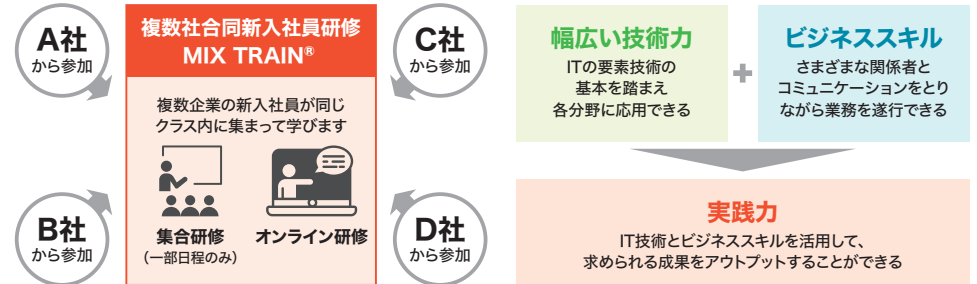 A社
から参加
B社
から参加
複数社合同新入社員研修
MIX TRAIN®
複数企業の新入社員が同じ
クラス内に集まって学びます
集合研修
(一部日程のみ)
オンライン研修
C社
から参加
D社
から参加
幅広い技術力
ITの要素技術の
基本を踏まえ
各分野に応用できる
+
ビジネススキル
さまざまな関係者と
コミュニケーションをとり
ながら業務を遂行できる
実践力
IT技術とビジネススキルを活用して、
求められる成果をアウトプットすることができる